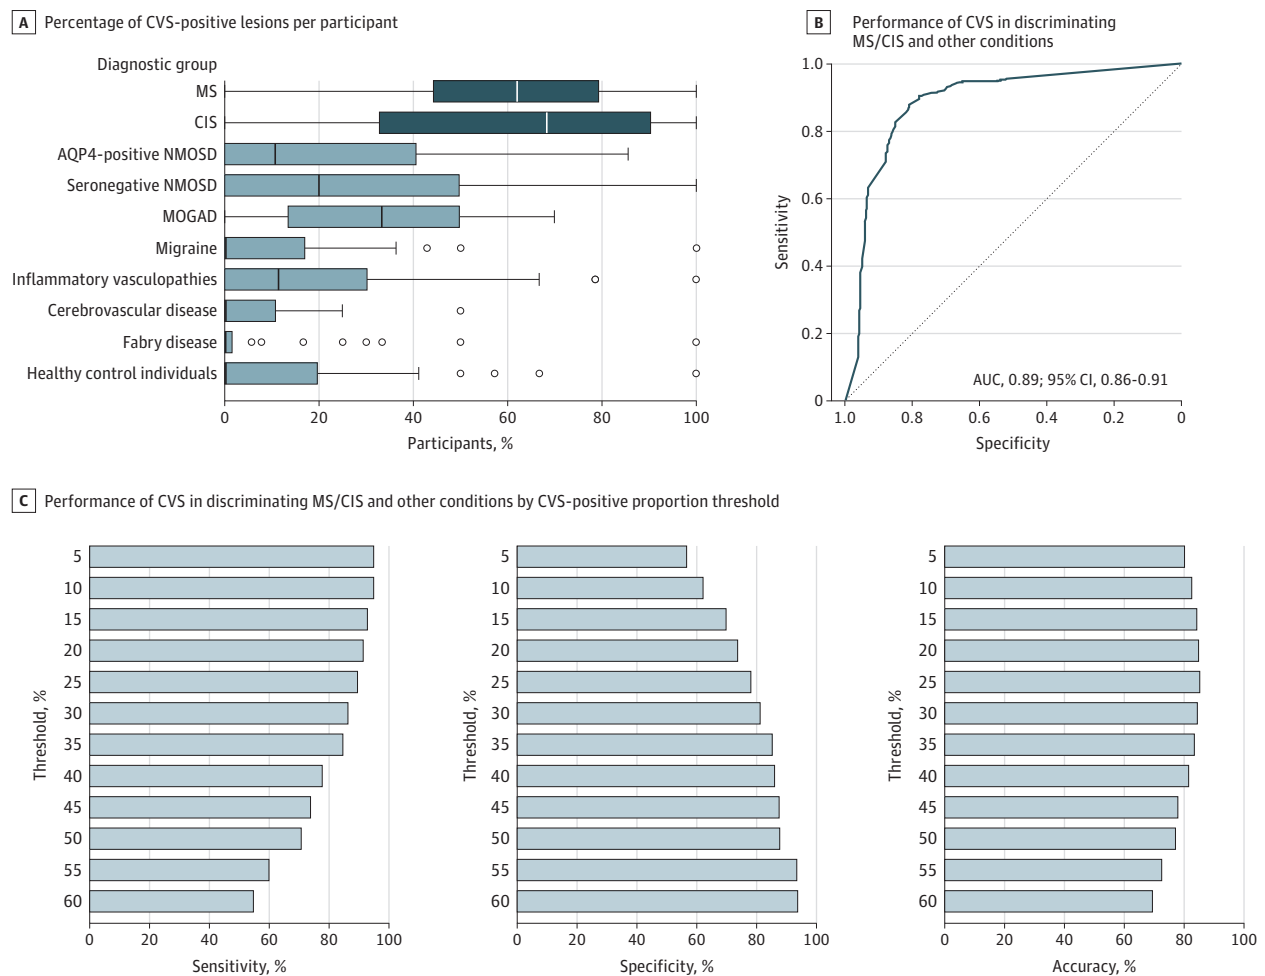 A Percentage of CVS-positive lesions per participant
Diagnostic group
MS
CIS
AQP4-positive NMOSD
Seronegative NMOSD
MOGAD
Migraine
Inflammatory vasculopathies
Cerebrovascular disease
Fabry disease
Healthy control individuals
0 20 40 60 80 100
Participants, %
B Performance of CVS in discriminating
MS/CIS and other conditions
1.0
0.8
0.6
0.4
0.2
0
Sensitivity
AUC, 0.89; 95% CI, 0.86-0.91
1.0 0.8 0.6 0.4 0.2 0
Specificity
C Performance of CVS in discriminating MS/CIS and other conditions by CVS-positive proportion threshold
Threshold, %
5
10
15
20
25
30
35
40
45
50
55
60
0 20 40 60 80 100
Sensitivity, %
Threshold, %
5
10
15
20
25
30
35
40
45
50
55
60
0 20 40 60 80 100
Specificity, %
Threshold, %
5
10
15
20
25
30
35
40
45
50
55
60
0 20 40 60 80 100
Accuracy, %